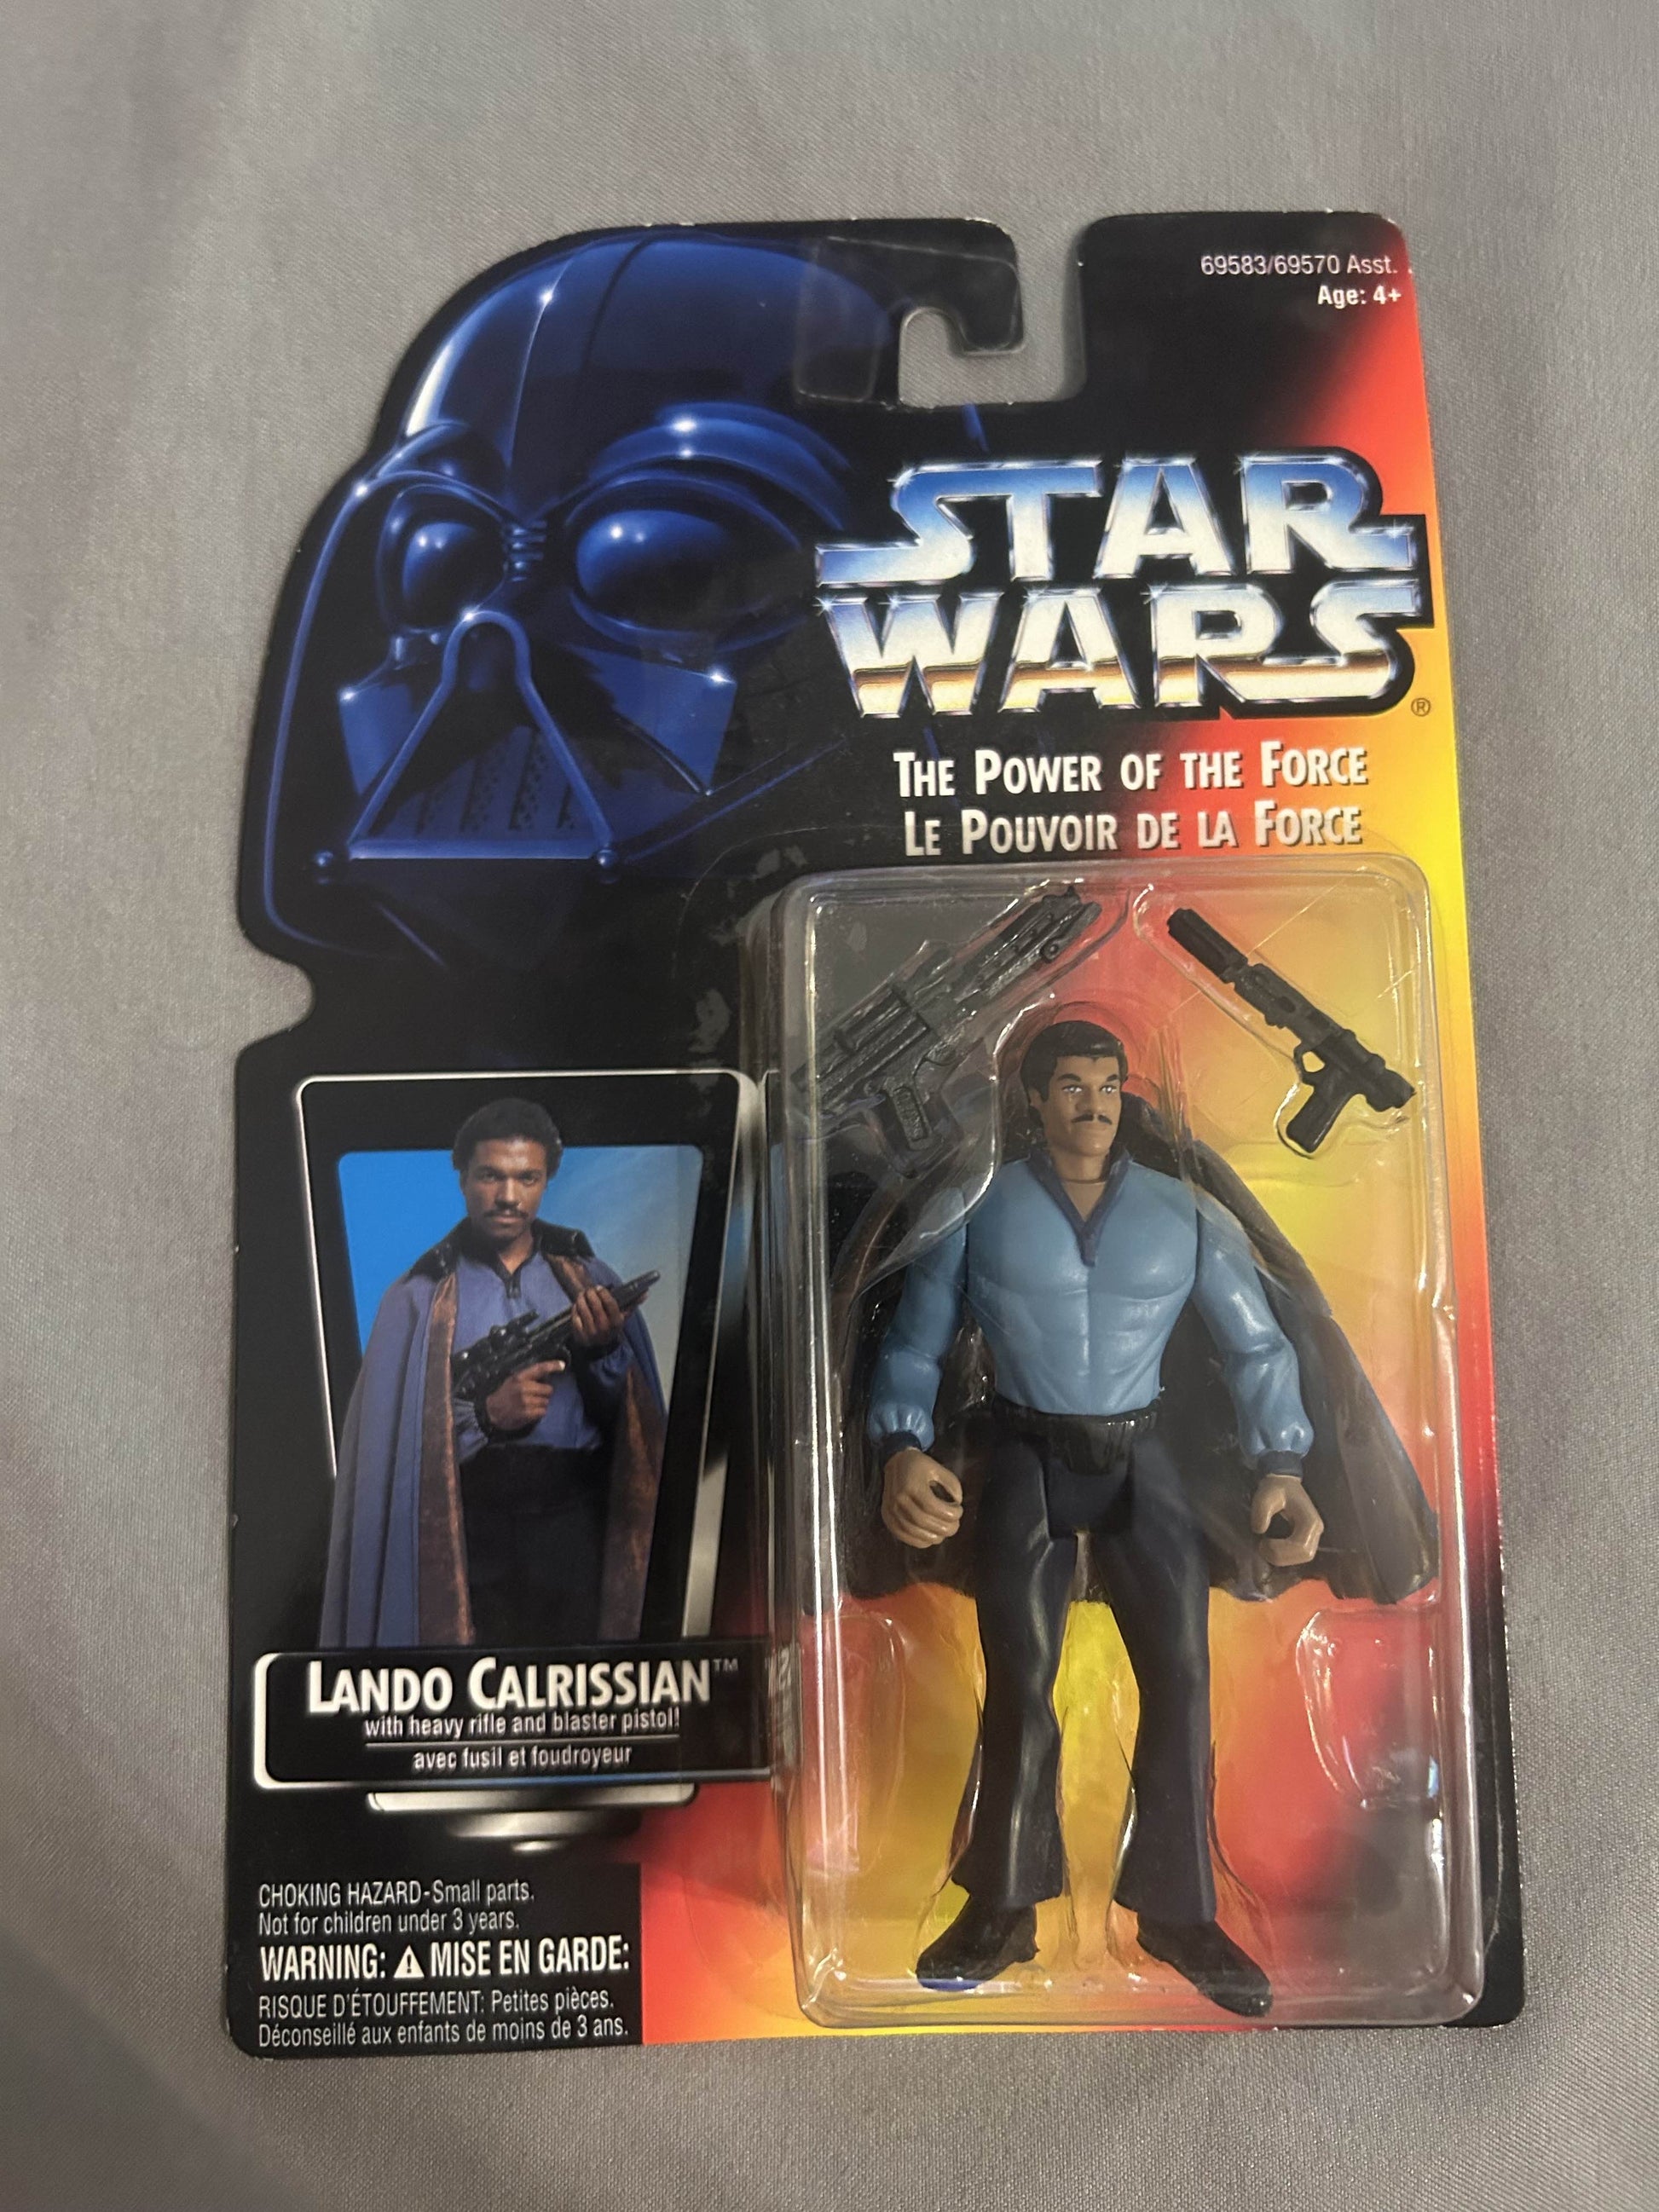 69583/69570 Asst.
Age: 4+
STAR
WARS®
THE POWER OF THE FORCE
LE POUVOIR DE LA FORCE
LANDO CALRISSIAN™
with heavy rifle and blaster pistol!
avec fusil et foudroyeur
CHOKING HAZARD-Small parts.
Not for children under 3 years.
WARNING: ⚠ MISE EN GARDE:
RISQUE D'ÉTOUFFEMENT: Petites pièces.
Déconseillé aux enfants de moins de 3 ans.